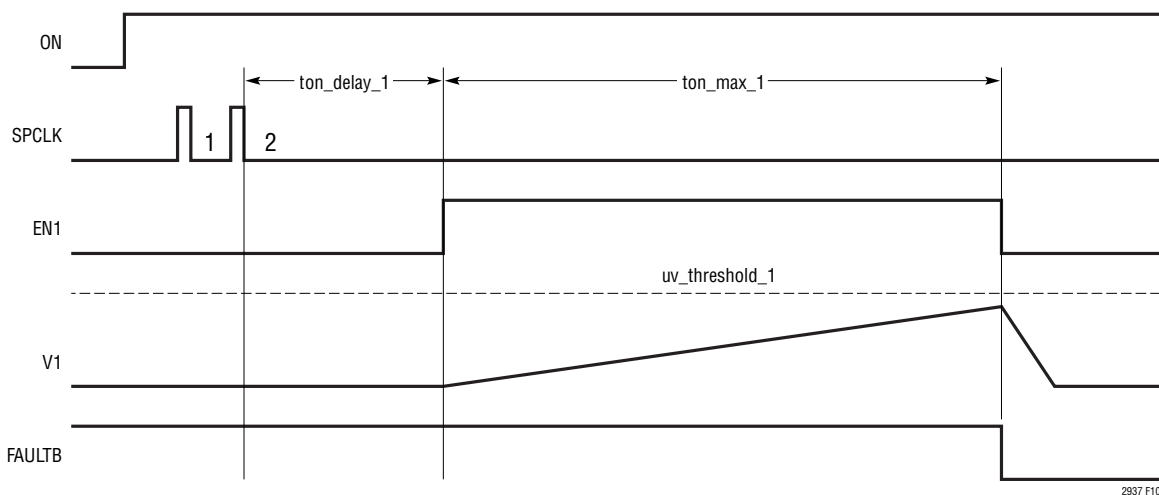 ON
ton_delay_1
ton_max_1
SPCLK
1
2
EN1
uv_threshold_1
V1
FAULTB
2937 F10